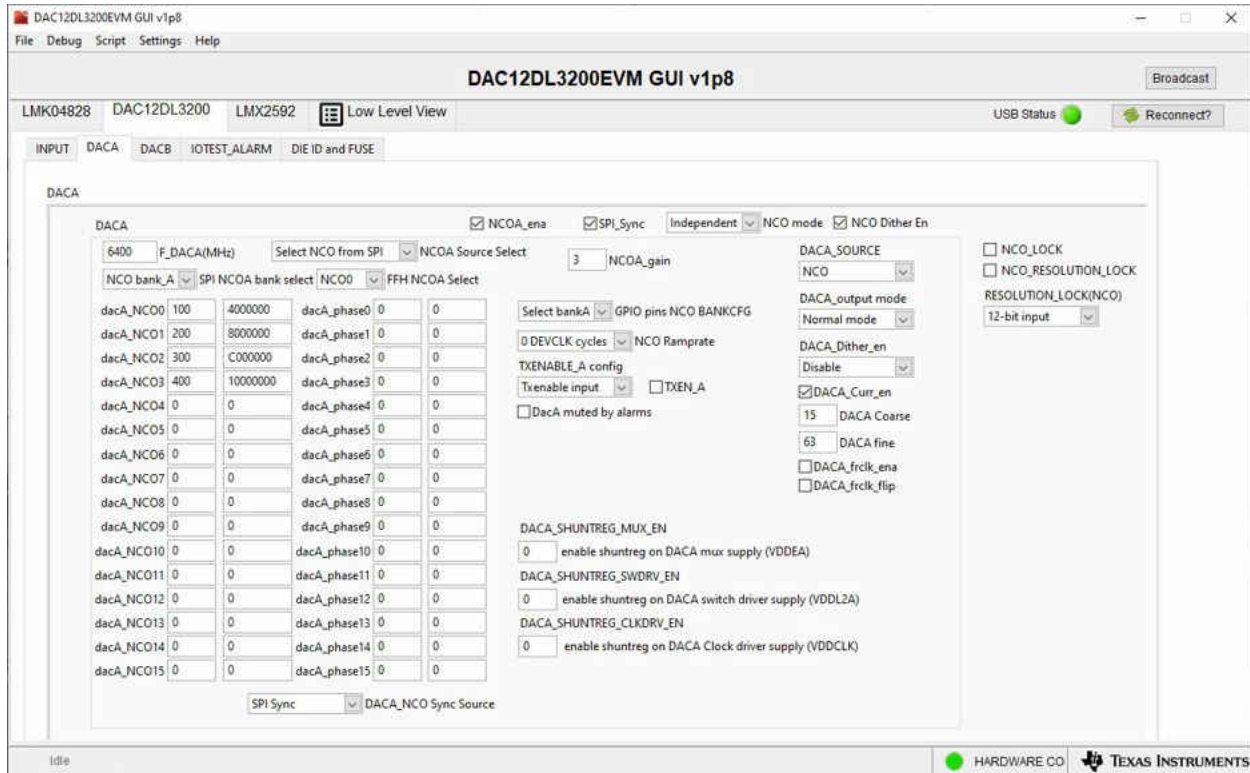 DAC12DL3200EVM GUI v1p8
File Debug Script Settings Help
DAC12DL3200EVM GUI v1p8
Broadcast
LMK04828 DAC12DL3200 LMX2592 Low Level View USB Status Reconnect?
INPUT DACA DACB IOTEST_ALARM DIE ID and FUSE
DACA
DACA NCOA_ena SPI_Sync Independent NCO mode NCO Dither En
6400 F_DACA(MHz) Select NCO from SPI NCOA Source Select 3 NCOA_gain DACA_SOURCE NCO_LOCK
NCO bank_A SPI NCOA bank select NCO0 FFH NCOA Select NCO NCO_RESOLUTION_LOCK
dacA_NCO0 100 4000000 dacA_phase0 0 0 Select bankA GPIO pins NCO BANKCFG DACA_output mode RESOLUTION_LOCK(NCO)
Normal mode 12-bit input
dacA_NCO1 200 8000000 dacA_phase1 0 0 0 DEVCLK cycles NCO Ramprate DACA_Dither_en
dacA_NCO2 300 C000000 dacA_phase2 0 0 TXENABLE_A config Disable
dacA_NCO3 400 10000000 dacA_phase3 0 0 Txenable input TXEN_A DACA_Curr_en
dacA_NCO4 0 0 dacA_phase4 0 0 DacA muted by alarms 15 DACA Coarse
dacA_NCO5 0 0 dacA_phase5 0 0 63 DACA fine
dacA_NCO6 0 0 dacA_phase6 0 0 DACA_frclk_ena
dacA_NCO7 0 0 dacA_phase7 0 0 DACA_frclk_flip
dacA_NCO8 0 0 dacA_phase8 0 0
dacA_NCO9 0 0 dacA_phase9 0 0 DACA_SHUNTREG_MUX_EN
dacA_NCO10 0 0 dacA_phase10 0 0 0 enable shuntreg on DACA mux supply (VDDEA)
dacA_NCO11 0 0 dacA_phase11 0 0 DACA_SHUNTREG_SWDRV_EN
dacA_NCO12 0 0 dacA_phase12 0 0 0 enable shuntreg on DACA switch driver supply (VDDL2A)
dacA_NCO13 0 0 dacA_phase13 0 0 DACA_SHUNTREG_CLKDRV_EN
dacA_NCO14 0 0 dacA_phase14 0 0 0 enable shuntreg on DACA Clock driver supply (VDDCLK)
dacA_NCO15 0 0 dacA_phase15 0 0
SPI Sync DACA_NCO Sync Source
Idle HARDWARE CO TEXAS INSTRUMENTS